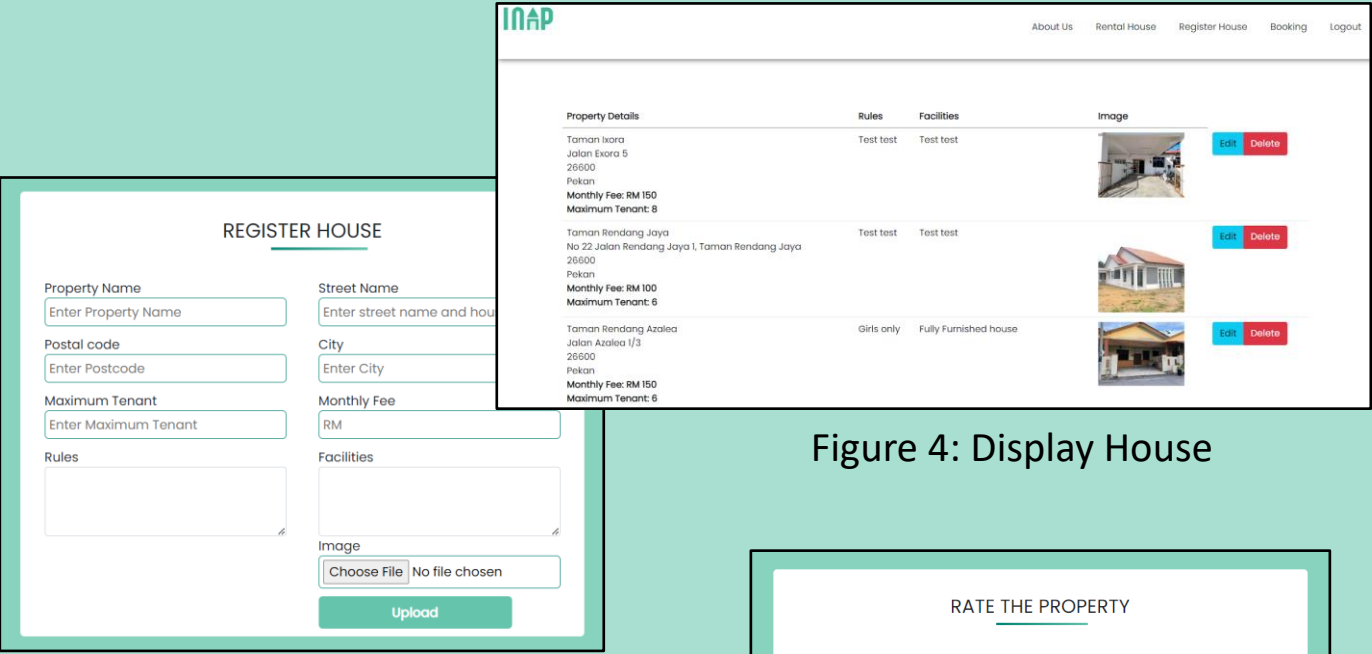 INAP
About Us Rental House Register House Booking Logout
Property Details Rules Facilities Image
Taman Ixora Test test Test test Edit Delete
Jalan Exora 5
26600
Pekan
Monthly Fee: RM 150
Maximum Tenant: 8
Taman Rendang Jaya Test test Test test Edit Delete
No 22 Jalan Rendang Jaya 1, Taman Rendang Jaya
26600
Pekan
Monthly Fee: RM 100
Maximum Tenant: 6
Taman Rendang Azalea Girls only Fully Furnished house Edit Delete
Jalan Azalea 1/3
26600
Pekan
Monthly Fee: RM 150
Maximum Tenant: 6
Figure 4: Display House
REGISTER HOUSE
Property Name Street Name
Enter Property Name Enter street name and hou
Postal code City
Enter Postcode Enter City
Maximum Tenant Monthly Fee
Enter Maximum Tenant RM
Rules Facilities
Image
Choose File No file chosen
Upload
RATE THE PROPERTY